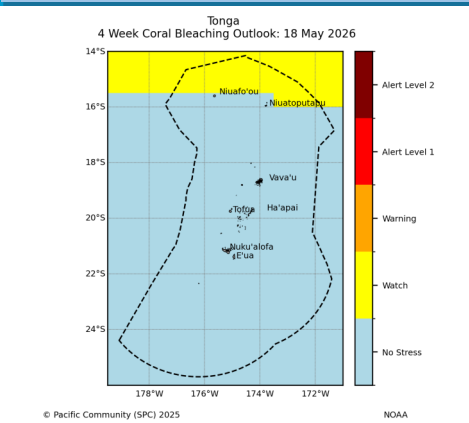 Tonga
4 Week Coral Bleaching Outlook: 18 May 2026
14°S
16°S
18°S
20°S
22°S
24°S
178°W
176°W
174°W
172°W
Niuafo'ou
Niuatoputapu
Vava'u
Tofua
Ha'apai
Nuku'alofa
E'ua
Alert Level 2
Alert Level 1
Warning
Watch
No Stress
© Pacific Community (SPC) 2025
NOAA